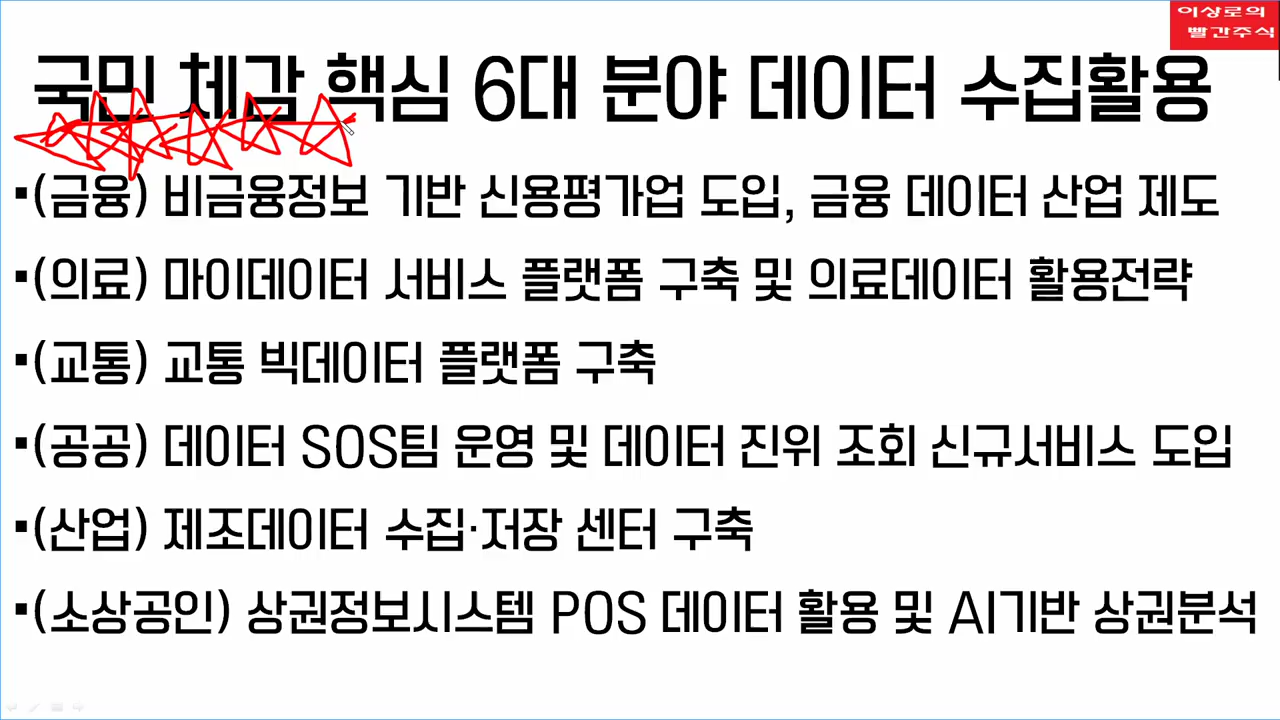 이상로의
빨간주식
국민 체감 핵심 6대 분야 데이터 수집활용
▪(금융) 비금융정보 기반 신용평가업 도입, 금융 데이터 산업 제도
▪(의료) 마이데이터 서비스 플랫폼 구축 및 의료데이터 활용전략
▪(교통) 교통 빅데이터 플랫폼 구축
▪(공공) 데이터 SOS팀 운영 및 데이터 진위 조회 신규서비스 도입
▪(산업) 제조데이터 수집·저장 센터 구축
▪(소상공인) 상권정보시스템 POS 데이터 활용 및 AI기반 상권분석